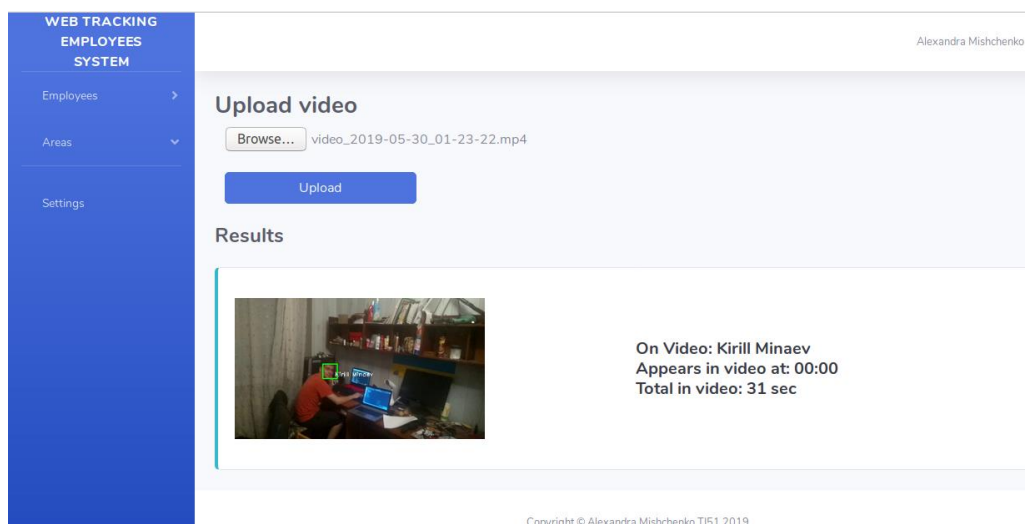 WEB TRACKING
EMPLOYEES
SYSTEM
Alexandra Mishchenko
Employees
Areas
Settings
Upload video
Browse... video_2019-05-30_01-23-22.mp4
Upload
Results
Kirill Minaev
On Video: Kirill Minaev
Appears in video at: 00:00
Total in video: 31 sec
Copyright © Alexandra Mishchenko TI51 2019